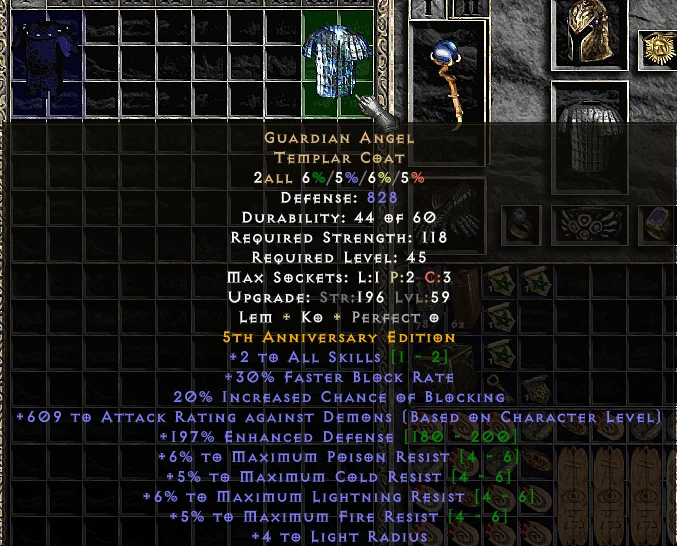 I II
Guardian Angel
Templar Coat
2all 6%/5%/6%/5%
Defense: 828
Durability: 44 of 60
Required Strength: 118
Required Level: 45
Max Sockets: L:1 P:2 C:3
Upgrade: Str:196 Lvl:59
Lem + Ko + Perfect
5th Anniversary Edition
+2 to All Skills [1 - 2]
+30% Faster Block Rate
20% Increased Chance of Blocking
+609 to Attack Rating against Demons (Based on Character Level)
+197% Enhanced Defense [180 - 200]
+6% to Maximum Poison Resist [4 - 6]
+5% to Maximum Cold Resist [4 - 6]
+6% to Maximum Lightning Resist [4 - 6]
+5% to Maximum Fire Resist [4 - 6]
+4 to Light Radius